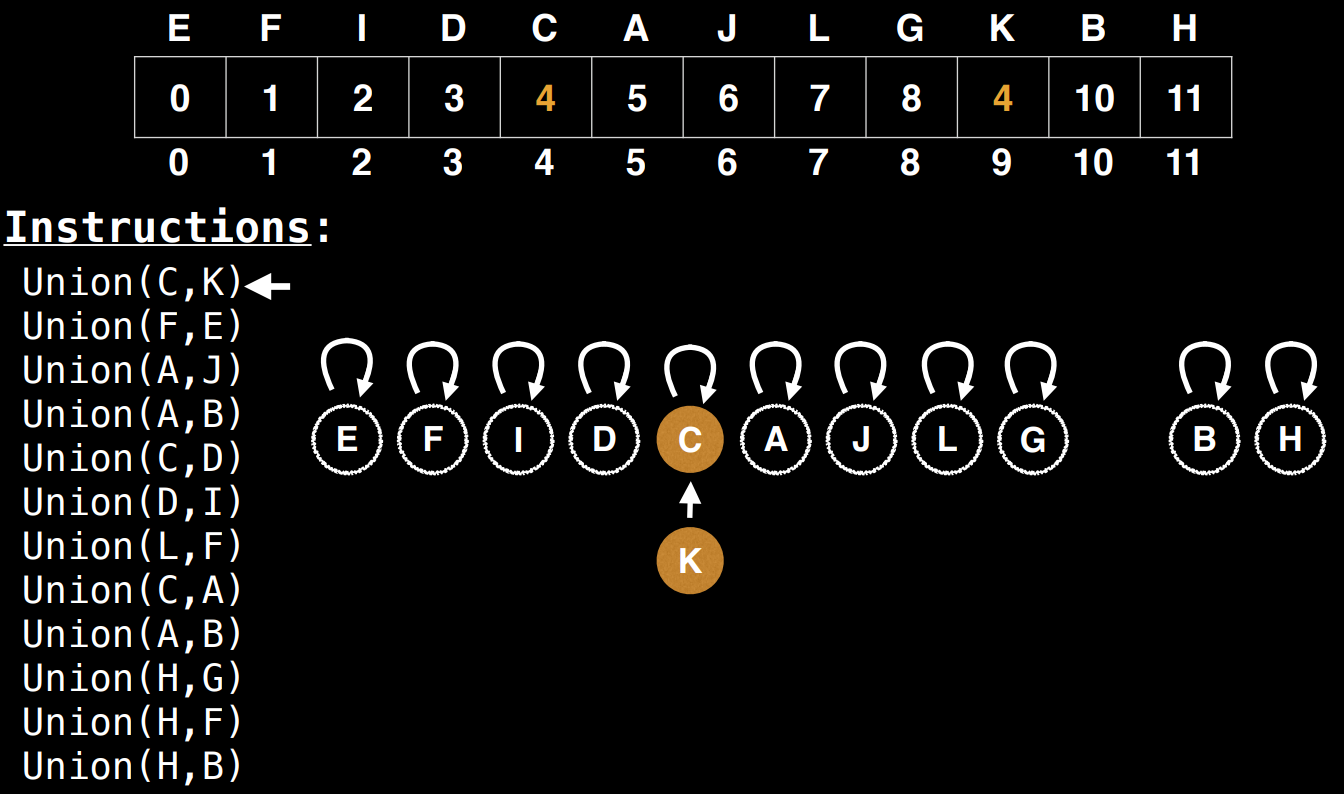 E F I D C A J L G K B H
0 1 2 3 4 5 6 7 8 4 10 11
0 1 2 3 4 5 6 7 8 9 10 11
Instructions:
Union(C,K)
Union(F,E)
Union(A,J)
Union(A,B)
Union(C,D)
Union(D,I)
Union(L,F)
Union(C,A)
Union(A,B)
Union(H,G)
Union(H,F)
Union(H,B)
E F I D C A J L G B H
K